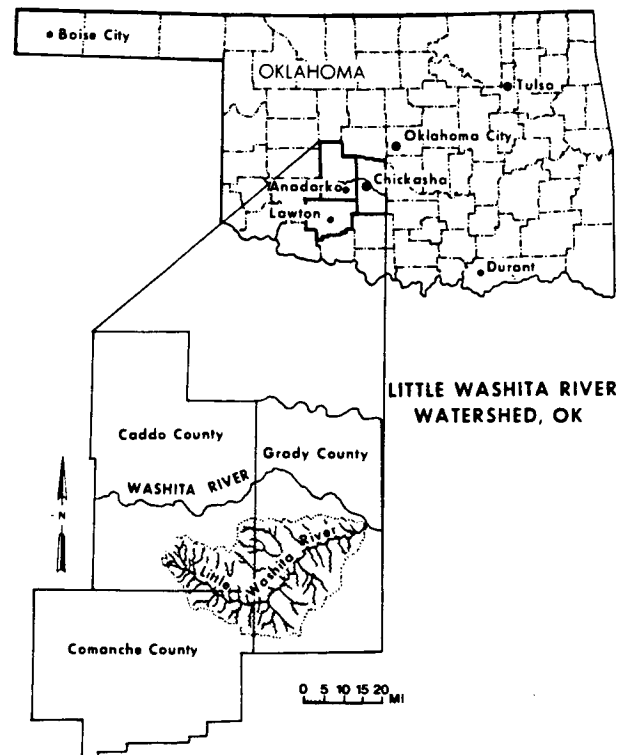 Boise City
OKLAHOMA
Tulsa
Oklahoma City
Anadarko
Chickasha
Lawton
Durant
LITTLE WASHITA RIVER
WATERSHED, OK
Caddo County
Grady County
WASHITA RIVER
N
Little Washita River
Comanche County
0 5 10 15 20
MI